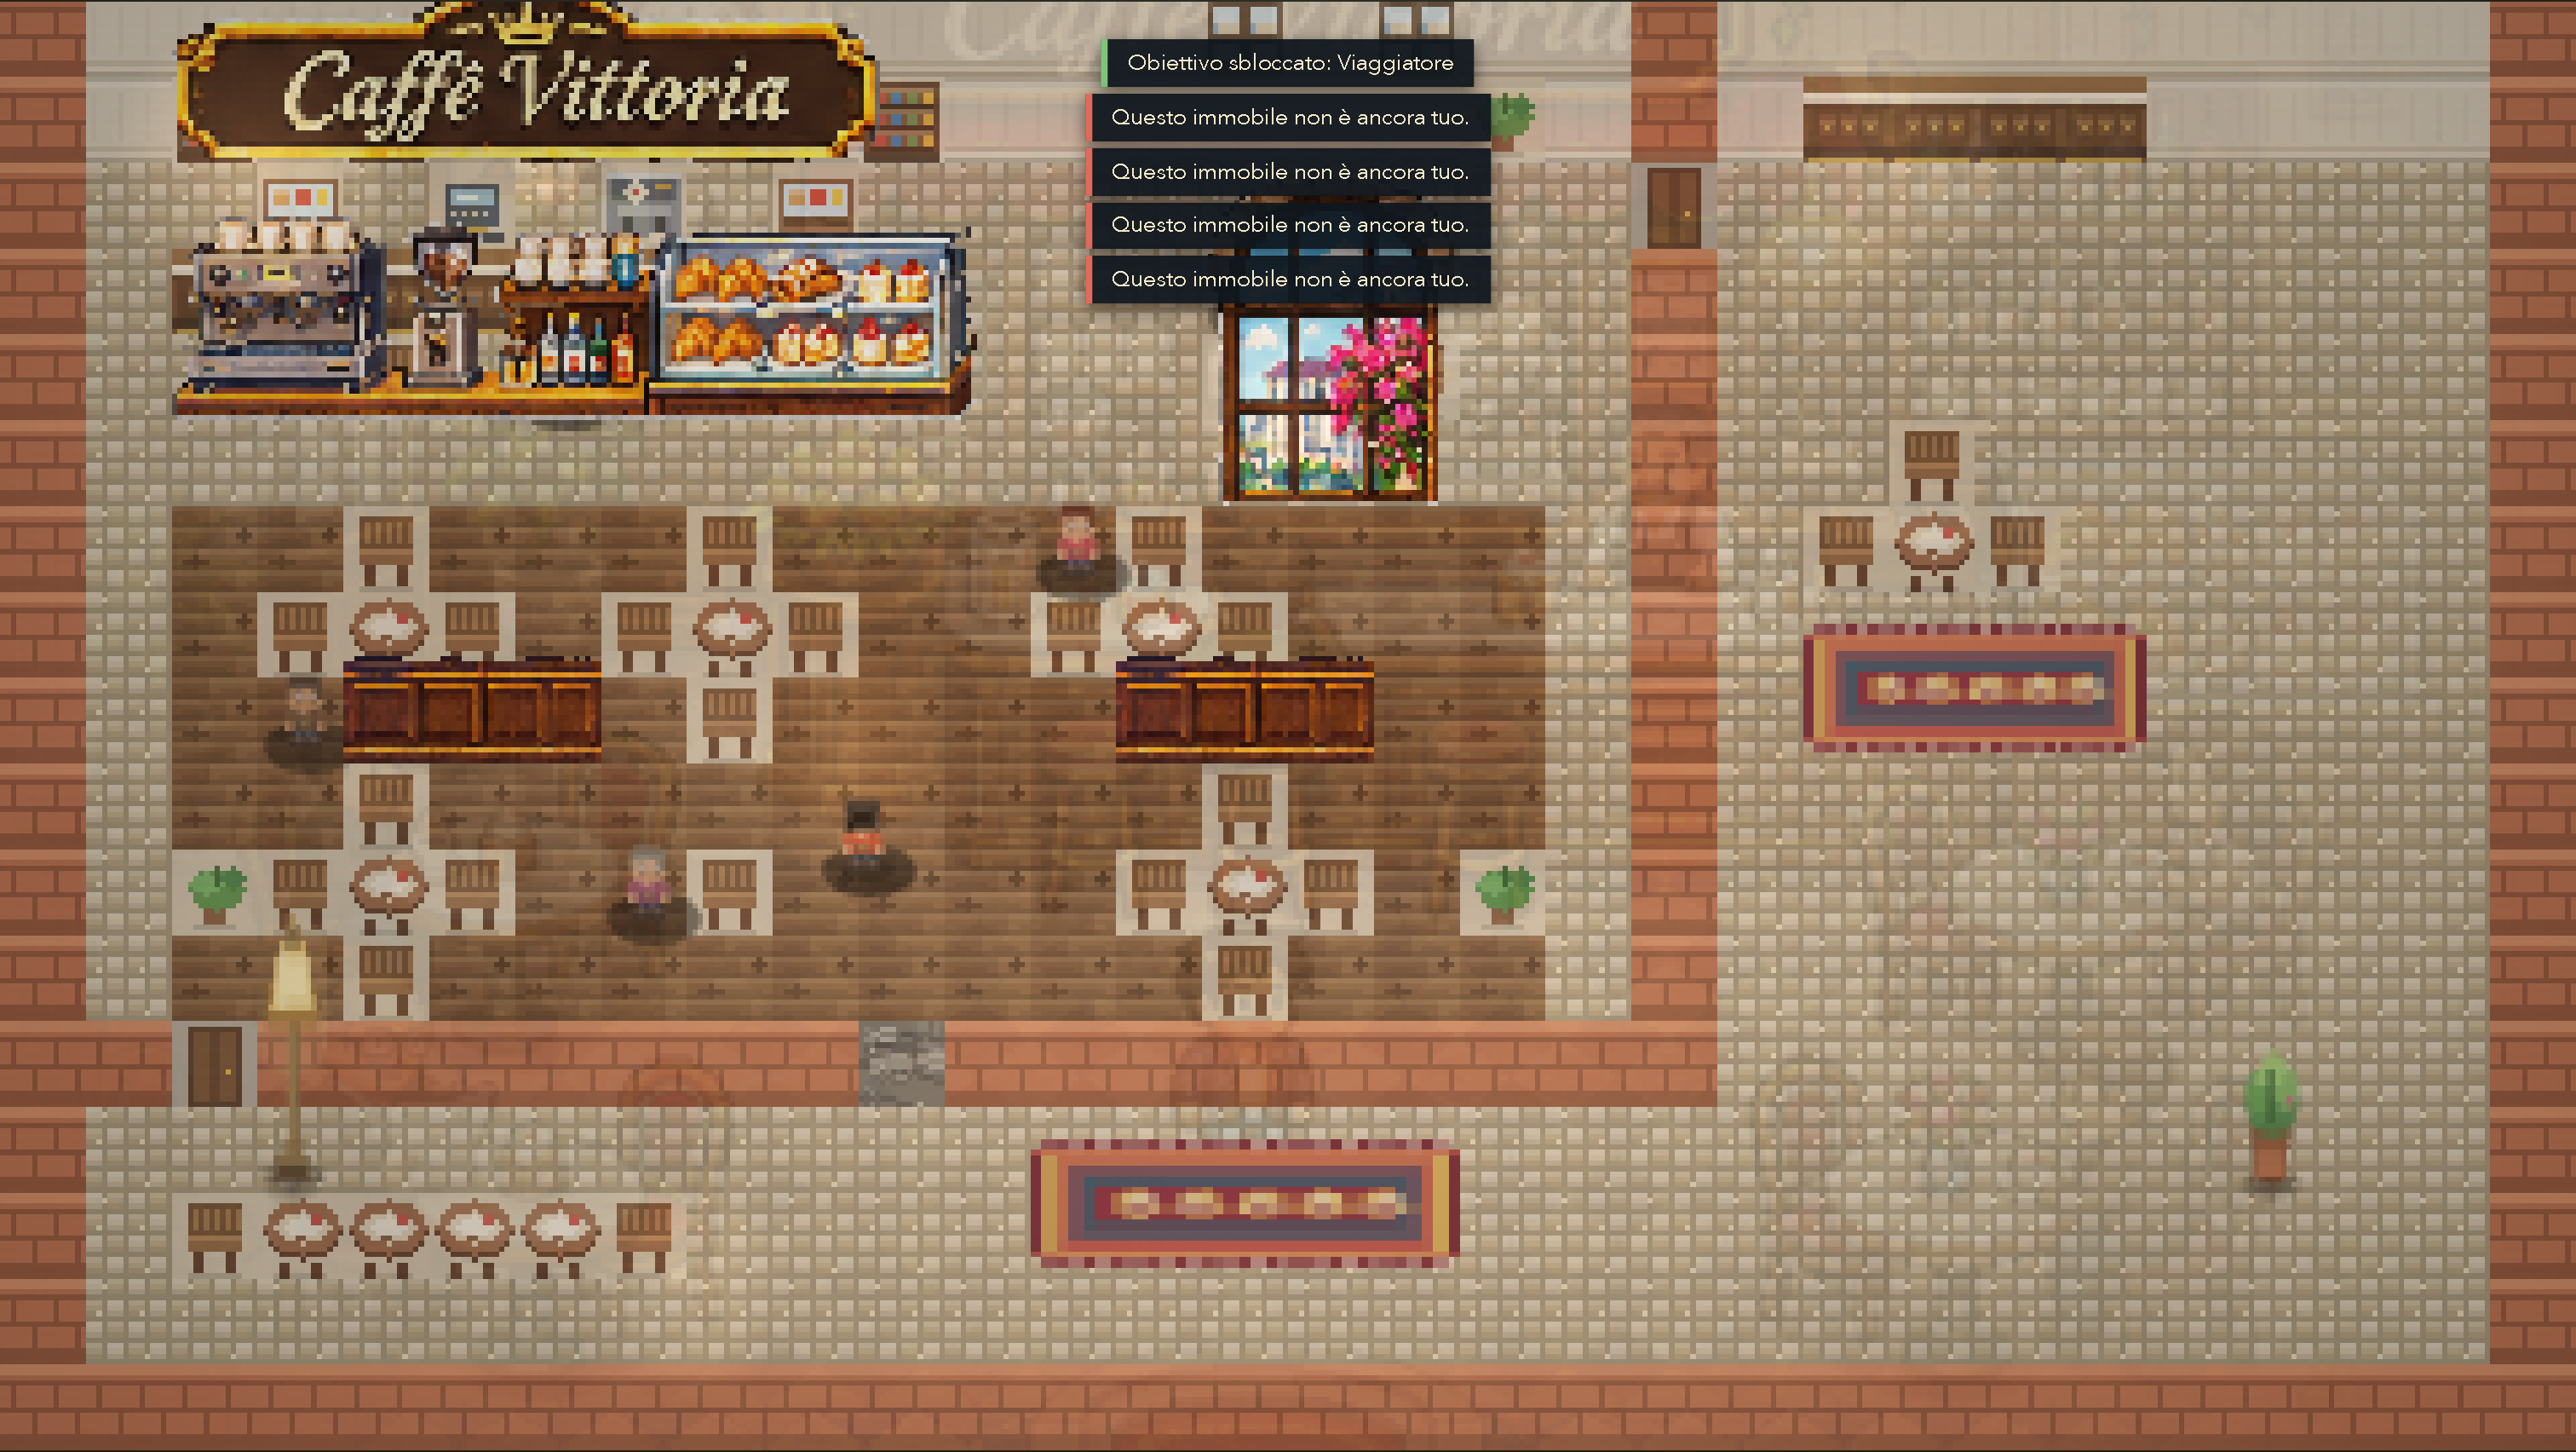 Caffè Vittoria
Obiettivo sbloccato: Viaggiatore
Questo immobile non è ancora tuo.
Questo immobile non è ancora tuo.
Questo immobile non è ancora tuo.
Questo immobile non è ancora tuo.